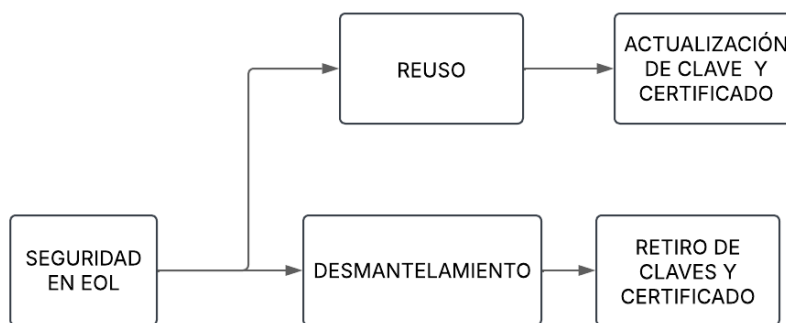 REUSO
ACTUALIZACIÓN
DE CLAVE Y
CERTIFICADO
SEGURIDAD
EN EOL
DESMANTELAMIENTO
RETIRO DE
CLAVES Y
CERTIFICADO